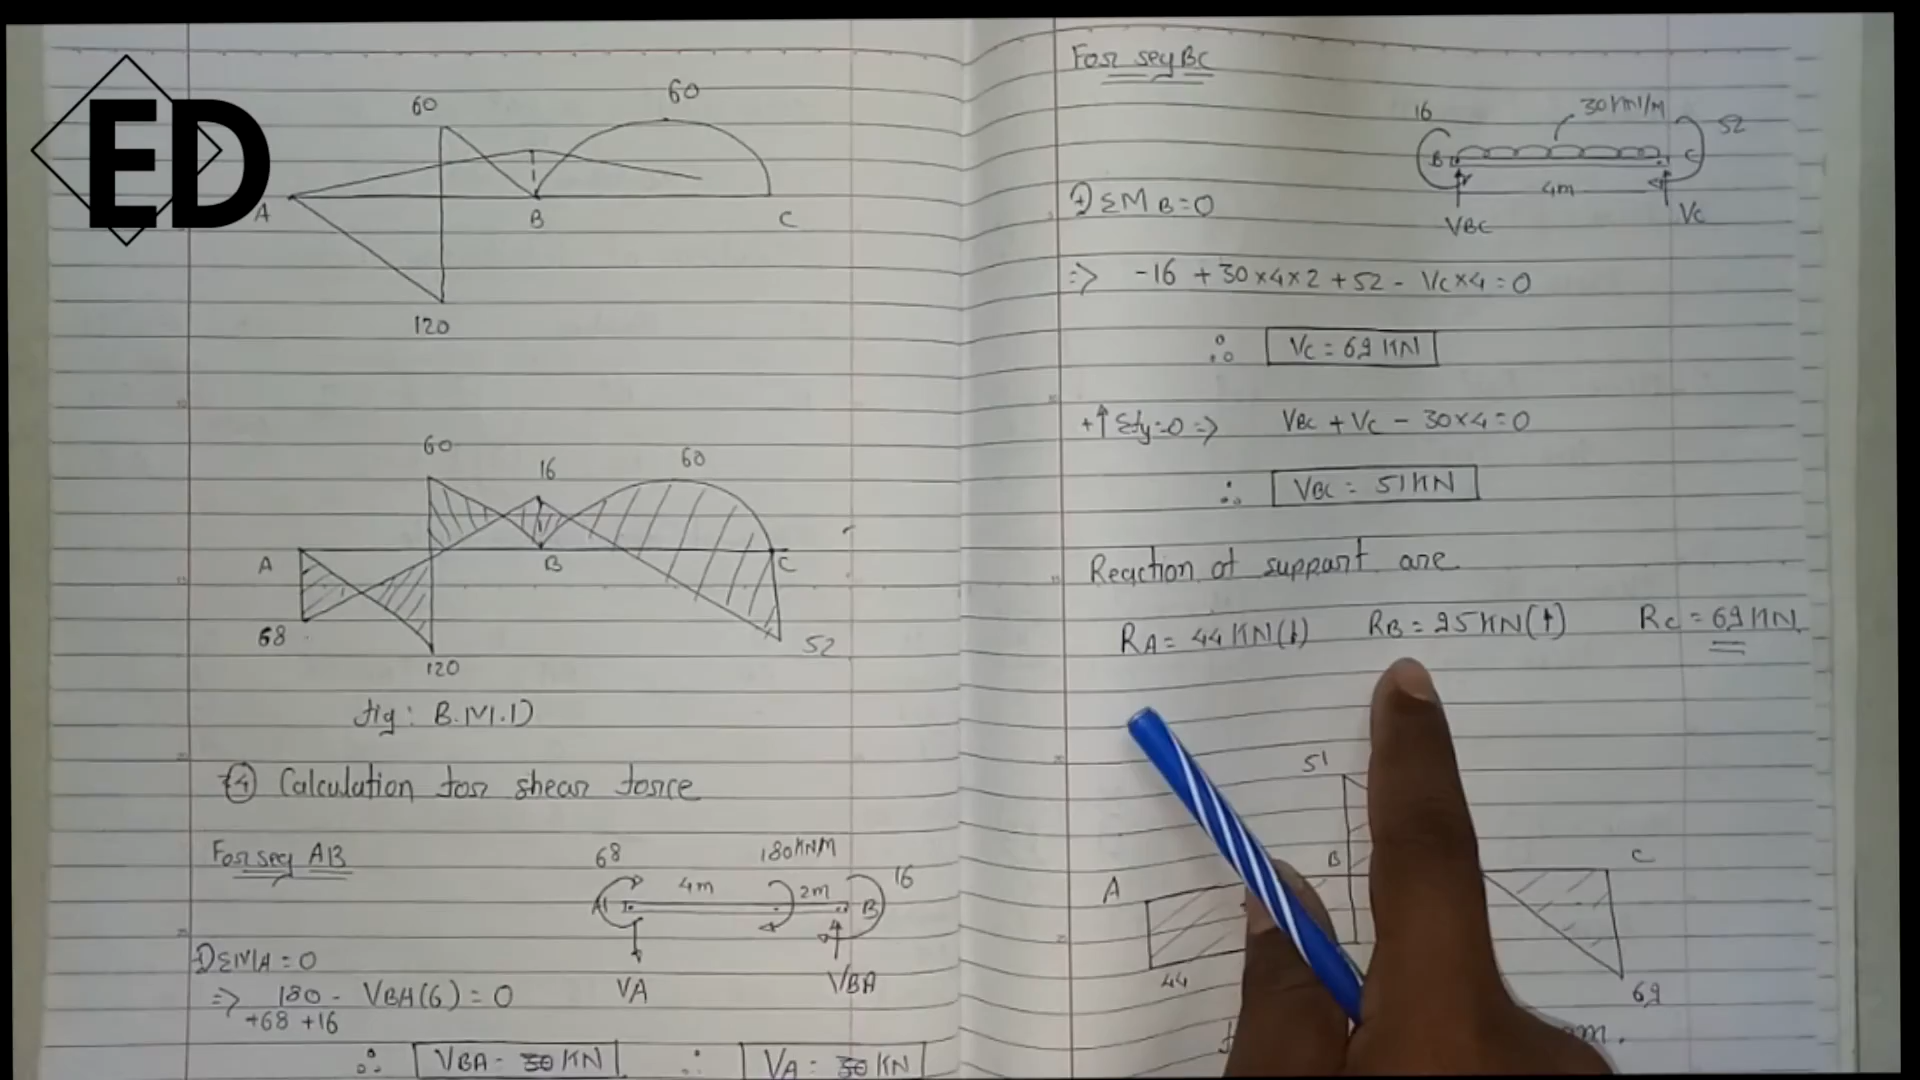 ED
60
60
A
B
C
120
60
16
60
A
B
C
68
120
52
fig: B.M.D
④ Calculation for shear force
For seg AB
68
180KNM
16
4m
2m
A
B
VA
VBA
ΣMA = 0
=> 180 - VBA(6) = 0
+68 +16
∴ VBA = 30 KN ∴ VA = 30 KN
For seg BC
16
30 KN/M
52
B
C
4m
VBC
VC
ΣMB = 0
=> -16 + 30×4×2 + 52 - VC×4 = 0
∴ VC = 69 KN
+↑ Σfy=0 => VBC + VC - 30×4 = 0
∴ VBC = 51 KN
Reaction at support are
RA = 44 KN(↓) RB = 95 KN(↑) RC = 69 KN
51
A
B
C
44
69
m.